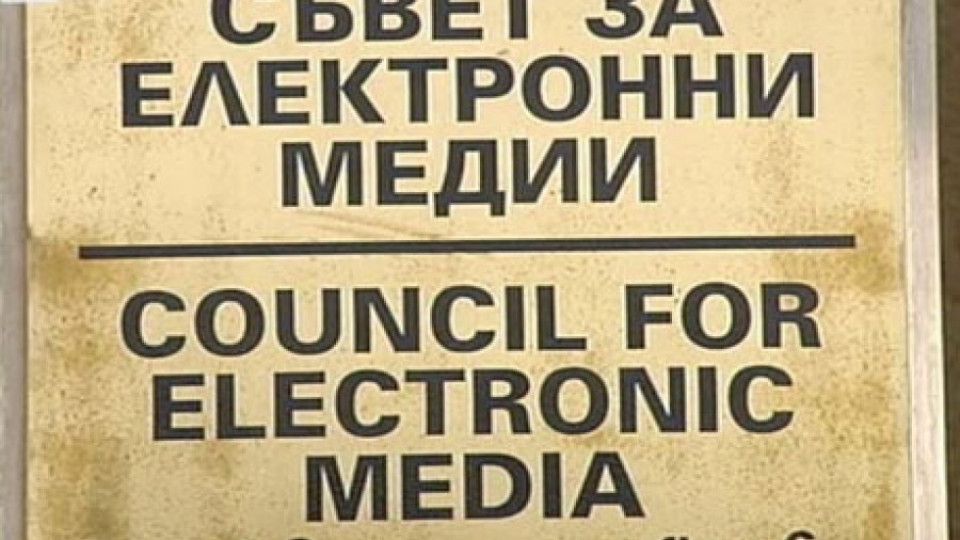 СЪВЕТ ЗА
ЕЛЕКТРОННИ
МЕДИИ
COUNCIL FOR
ELECTRONIC
MEDIA